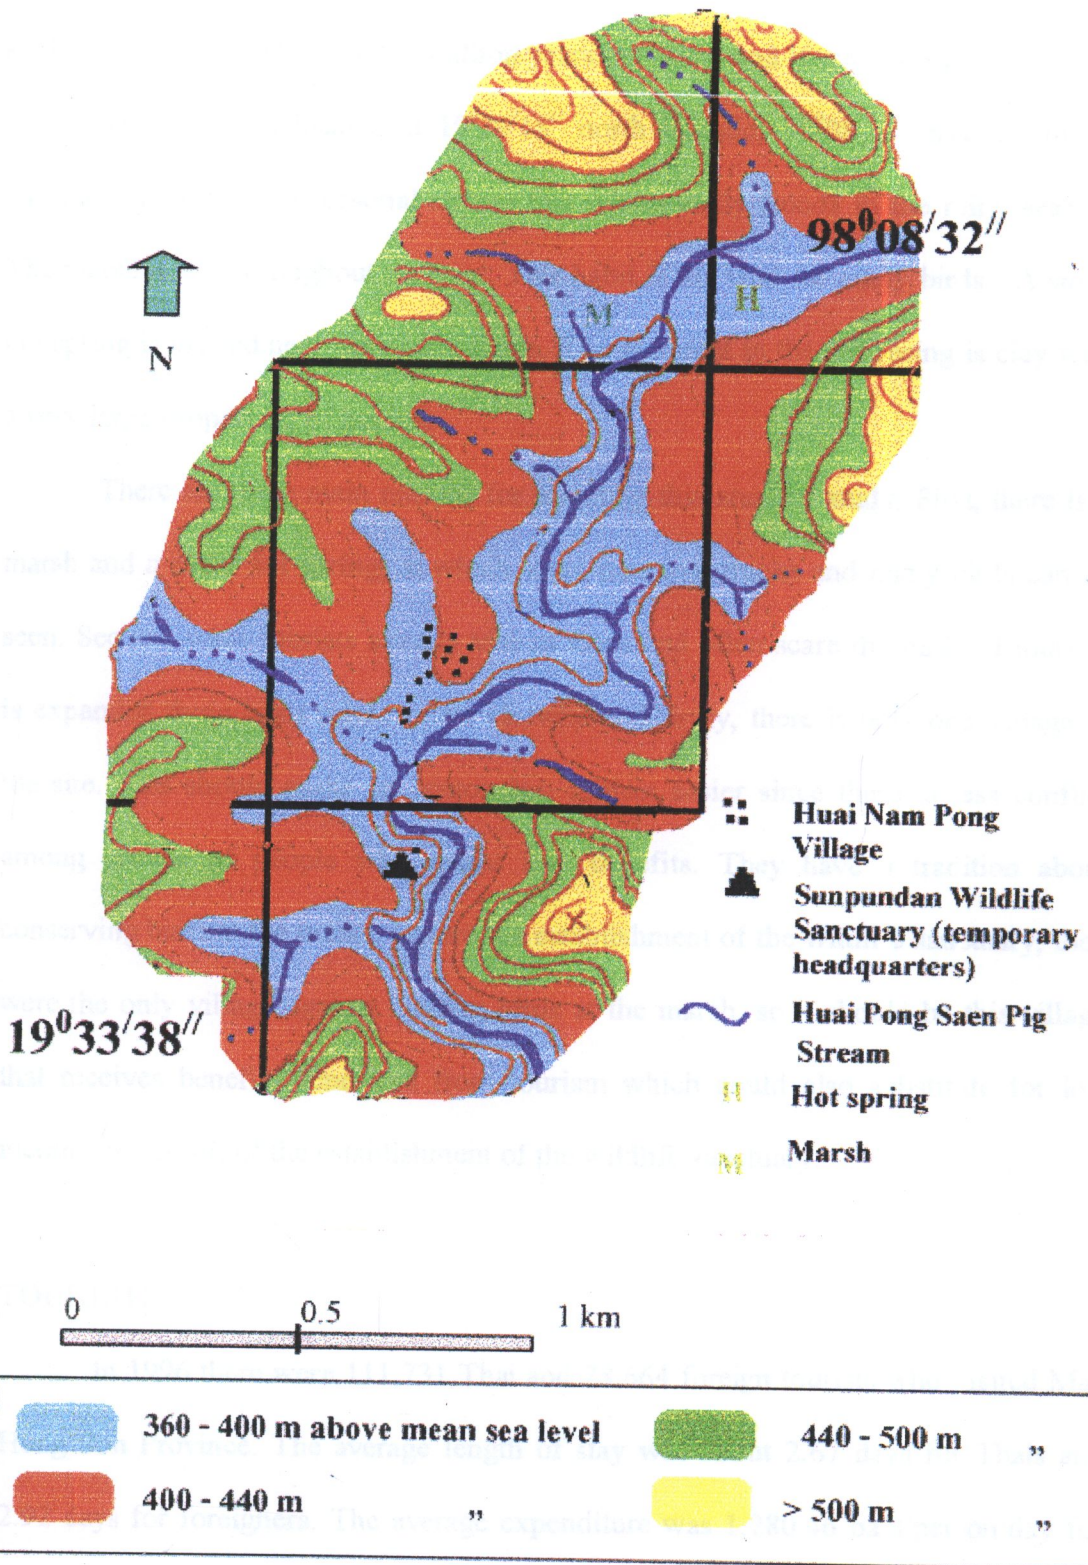 98⁰08/32//
H
M
N
X
19⁰33/38//
Huai Nam Pong
Village
Sunpundan Wildlife
Sanctuary (temporary
headquarters)
Huai Pong Saen Pig
Stream
H Hot spring
M Marsh
0 0.5 1 km
360 - 400 m above mean sea level
440 - 500 m ,,
400 - 440 m ,,
> 500 m ,,